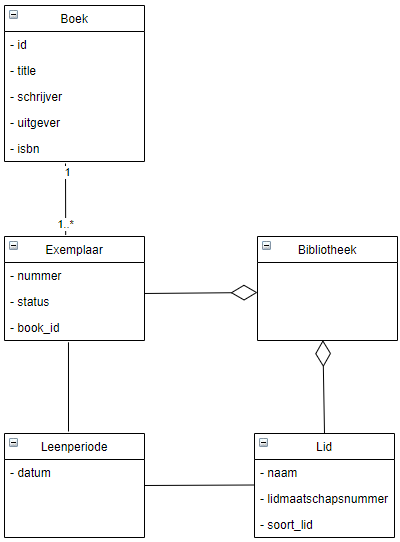 Boek
- id
- title
- schrijver
- uitgever
- isbn
1
1..*
Exemplaar
- nummer
- status
- book_id
Bibliotheek
Leenperiode
- datum
Lid
- naam
- lidmaatschapsnummer
- soort_lid